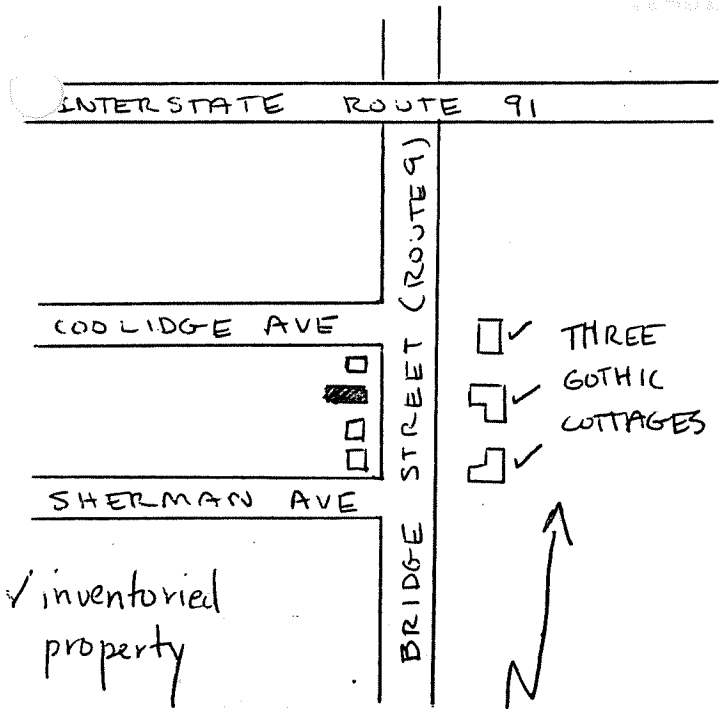 INTERSTATE ROUTE 91
BRIDGE STREET (ROUTE 9)
COOLIDGE AVE
✓ THREE
✓ GOTHIC
COTTAGES
✓
SHERMAN AVE
✓ inventoried
property
N